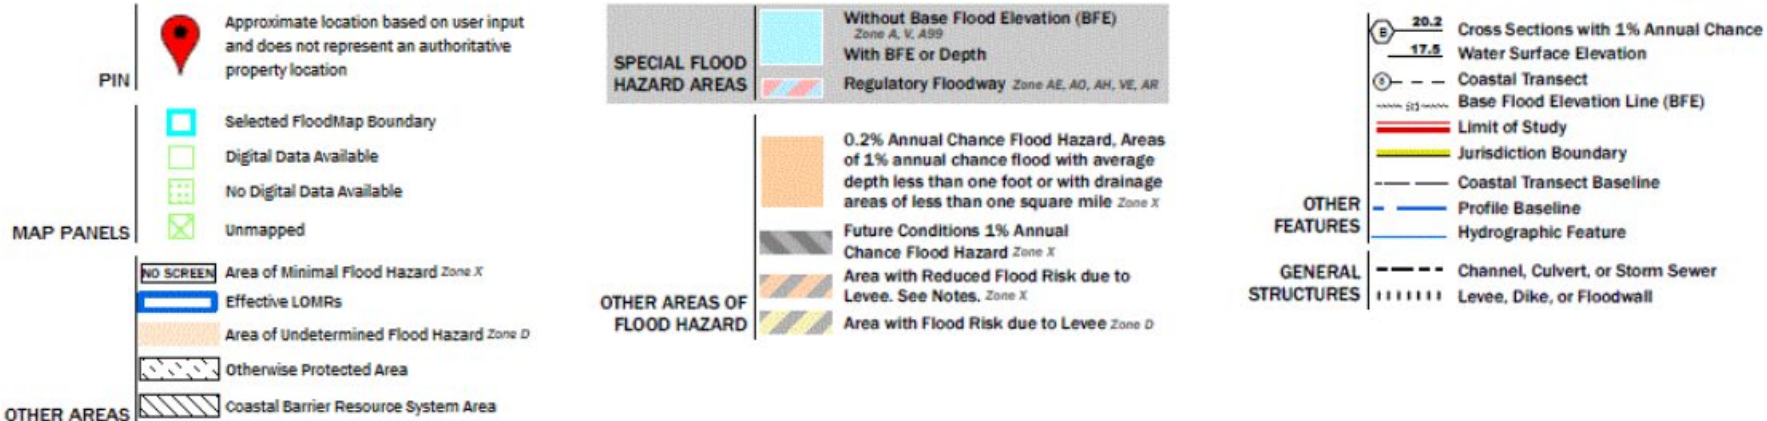 PIN
Approximate location based on user input
and does not represent an authoritative
property location
MAP PANELS
Selected FloodMap Boundary
Digital Data Available
No Digital Data Available
Unmapped
OTHER AREAS
NO SCREEN Area of Minimal Flood Hazard Zone X
Effective LOMRs
Area of Undetermined Flood Hazard Zone D
Otherwise Protected Area
Coastal Barrier Resource System Area
SPECIAL FLOOD
HAZARD AREAS
Without Base Flood Elevation (BFE)
Zone A, V, A99
With BFE or Depth
Regulatory Floodway Zone AE, AO, AH, VE, AR
OTHER AREAS OF
FLOOD HAZARD
0.2% Annual Chance Flood Hazard, Areas
of 1% annual chance flood with average
depth less than one foot or with drainage
areas of less than one square mile Zone X
Future Conditions 1% Annual
Chance Flood Hazard Zone X
Area with Reduced Flood Risk due to
Levee. See Notes. Zone X
Area with Flood Risk due to Levee Zone D
OTHER
FEATURES
B 20.2 Cross Sections with 1% Annual Chance
17.5 Water Surface Elevation
Coastal Transect
Base Flood Elevation Line (BFE)
Limit of Study
Jurisdiction Boundary
Coastal Transect Baseline
Profile Baseline
Hydrographic Feature
GENERAL
STRUCTURES
Channel, Culvert, or Storm Sewer
Levee, Dike, or Floodwall